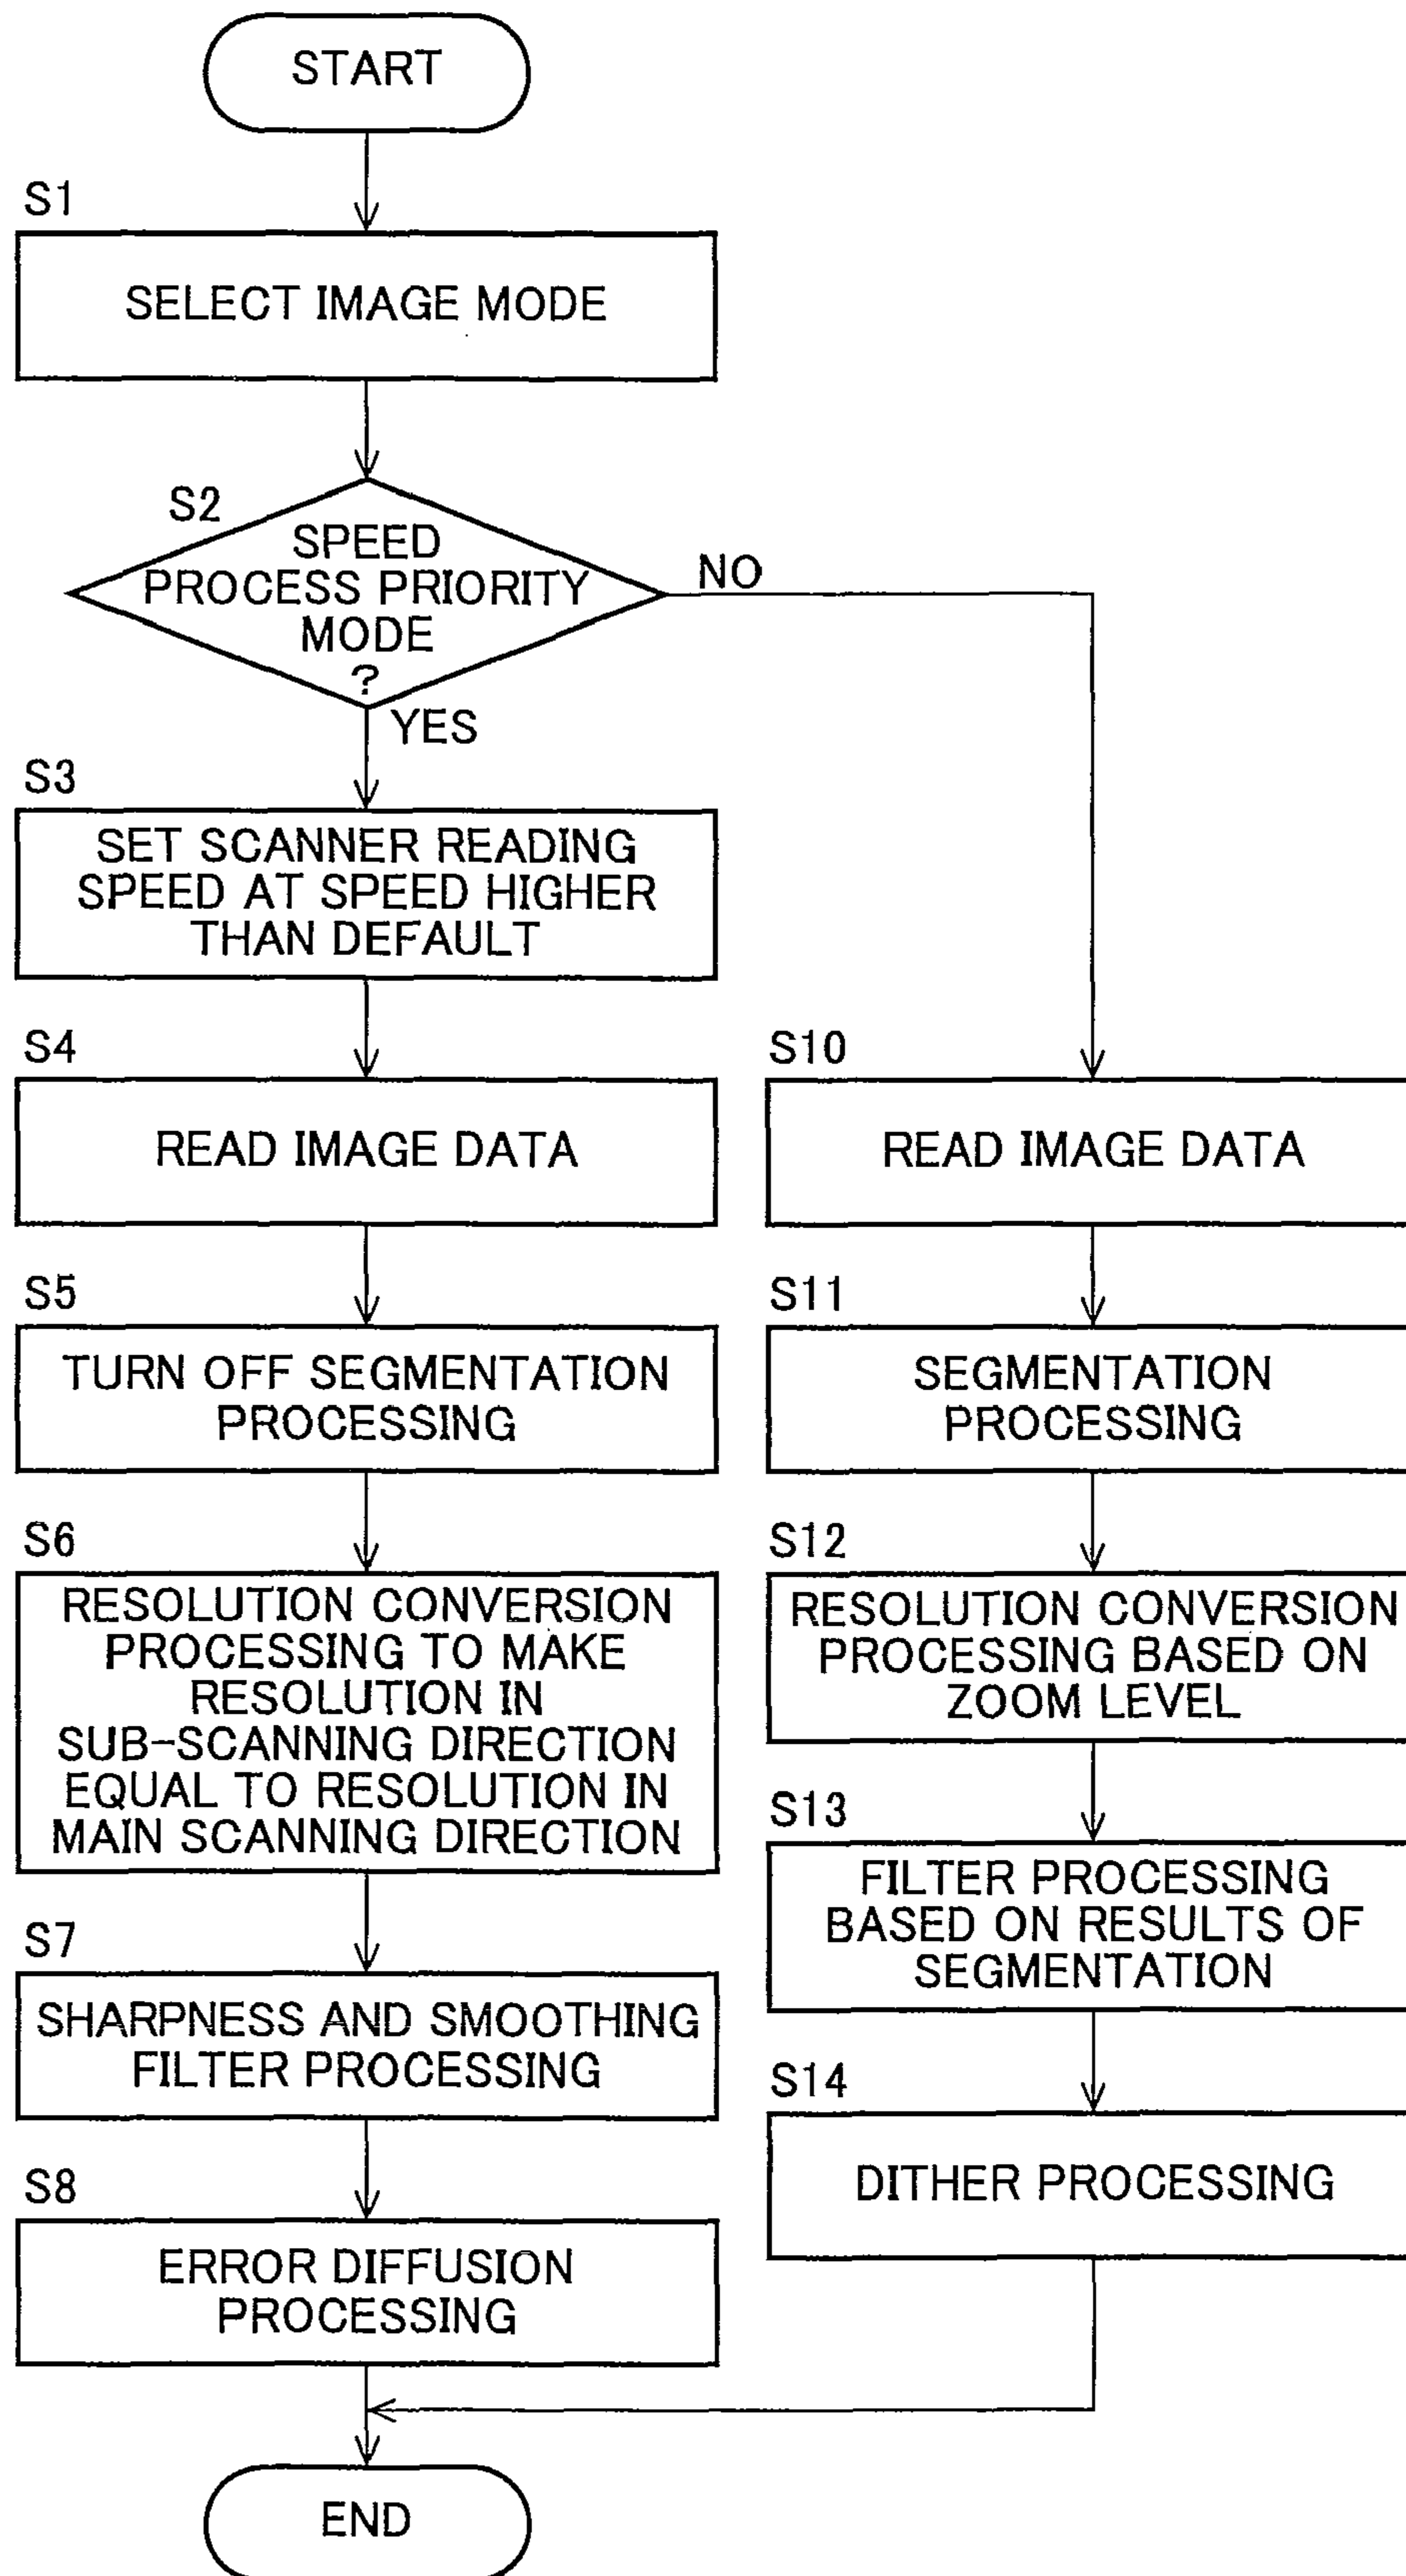 START
S1
SELECT IMAGE MODE
S2
SPEED
PROCESS PRIORITY
MODE
?
NO
YES
S3
SET SCANNER READING
SPEED AT SPEED HIGHER
THAN DEFAULT
S4
READ IMAGE DATA
S5
TURN OFF SEGMENTATION
PROCESSING
S6
RESOLUTION CONVERSION
PROCESSING TO MAKE
RESOLUTION IN
SUB-SCANNING DIRECTION
EQUAL TO RESOLUTION IN
MAIN SCANNING DIRECTION
S7
SHARPNESS AND SMOOTHING
FILTER PROCESSING
S8
ERROR DIFFUSION
PROCESSING
S10
READ IMAGE DATA
S11
SEGMENTATION
PROCESSING
S12
RESOLUTION CONVERSION
PROCESSING BASED ON
ZOOM LEVEL
S13
FILTER PROCESSING
BASED ON RESULTS OF
SEGMENTATION
S14
DITHER PROCESSING
END